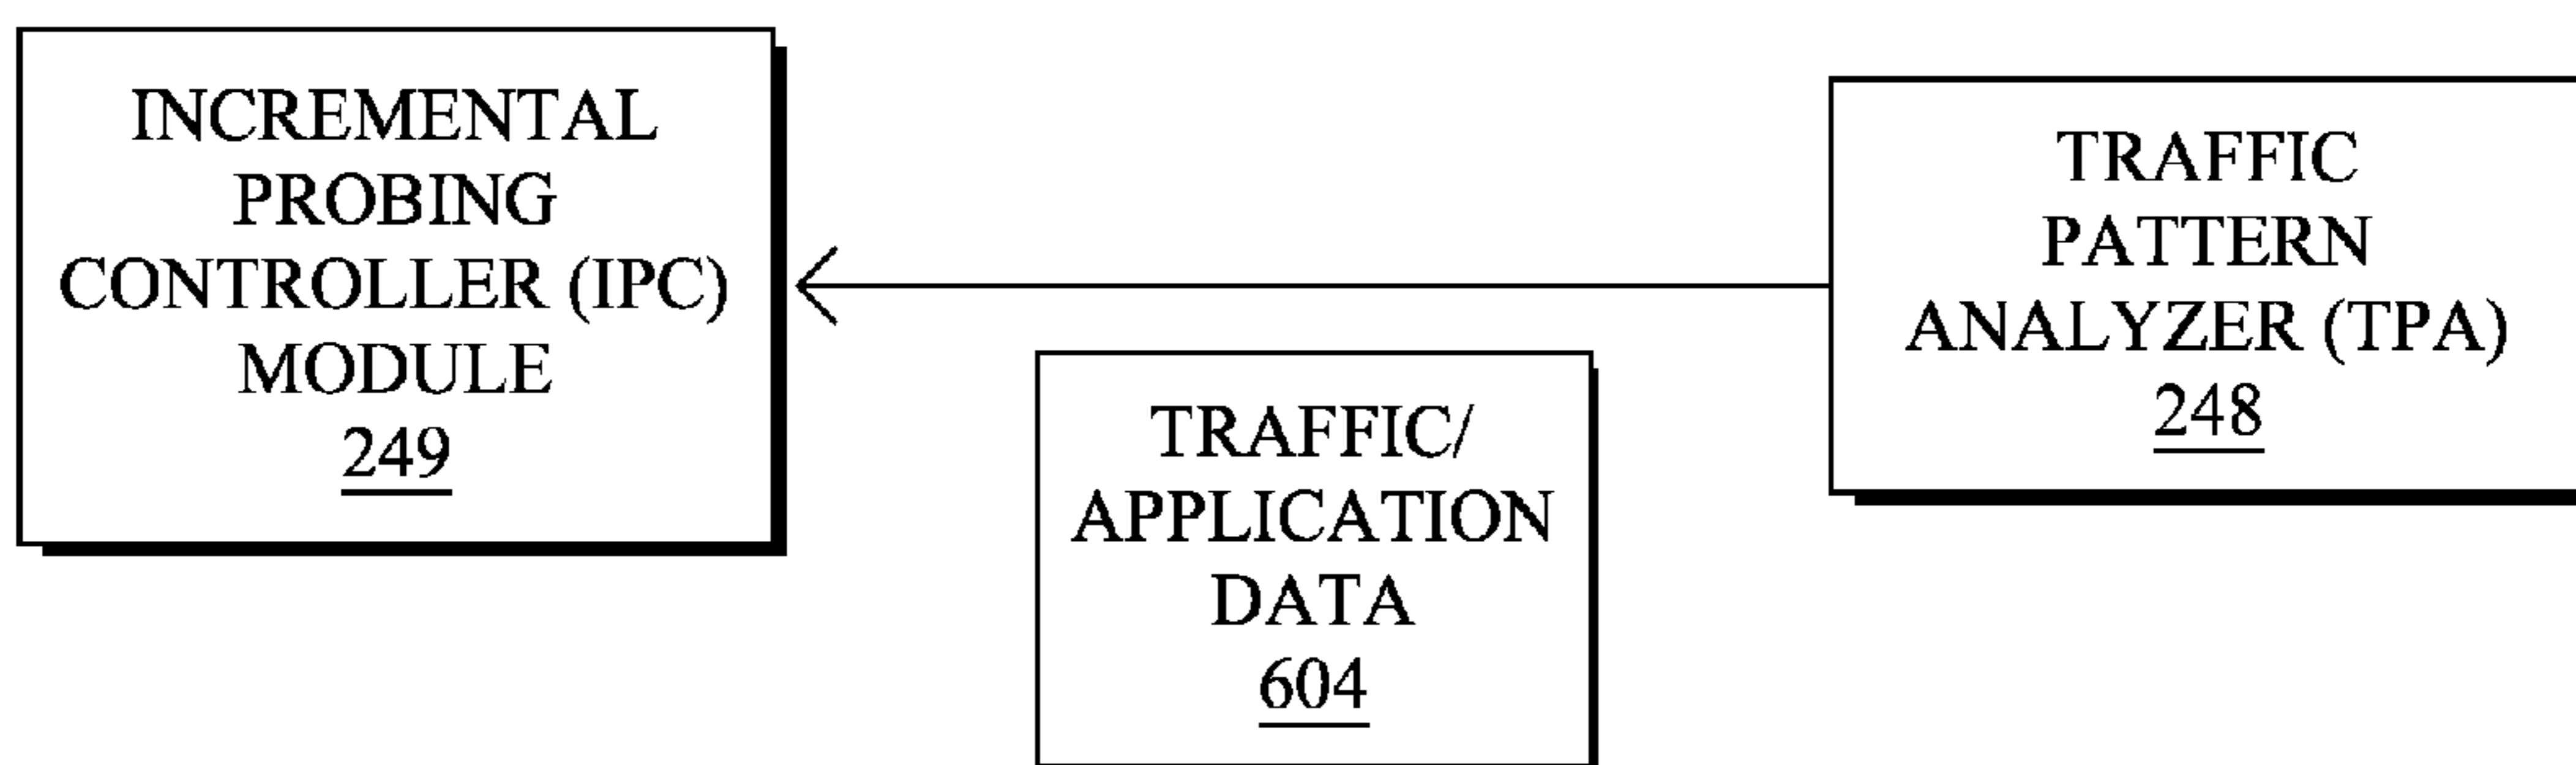 INCREMENTAL
PROBING
CONTROLLER (IPC)
MODULE
249
TRAFFIC/
APPLICATION
DATA
604
TRAFFIC
PATTERN
ANALYZER (TPA)
248